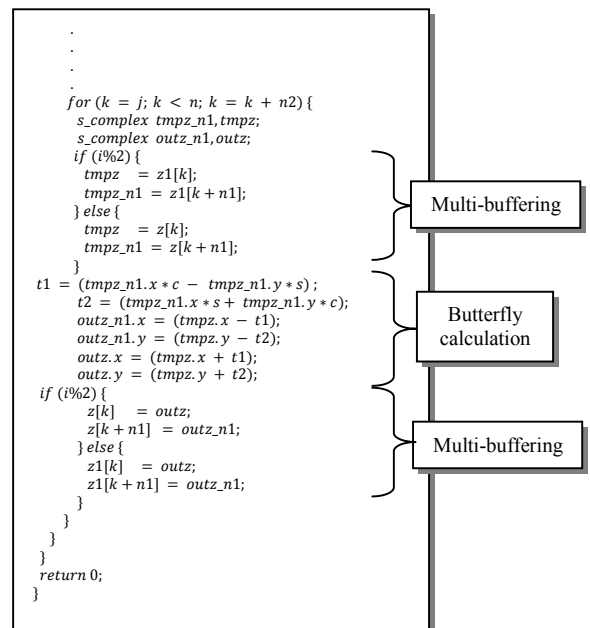 .
.
.
.
for (k = j; k < n; k = k + n2) {
s_complex tmpz_n1,tmpz;
s_complex outz_n1,outz;
if (i%2) {
tmpz = z1[k];
tmpz_n1 = z1[k + n1];
} else {
tmpz = z[k];
tmpz_n1 = z[k + n1];
}
Multi-buffering
t1 = (tmpz_n1.x * c − tmpz_n1.y * s) ;
t2 = (tmpz_n1.x * s + tmpz_n1.y * c);
outz_n1.x = (tmpz.x − t1);
outz_n1.y = (tmpz.y − t2);
outz.x = (tmpz.x + t1);
outz.y = (tmpz.y + t2);
Butterfly
calculation
if (i%2) {
z[k] = outz;
z[k + n1] = outz_n1;
} else {
z1[k] = outz;
z1[k + n1] = outz_n1;
}
Multi-buffering
}
}
}
return 0;
}